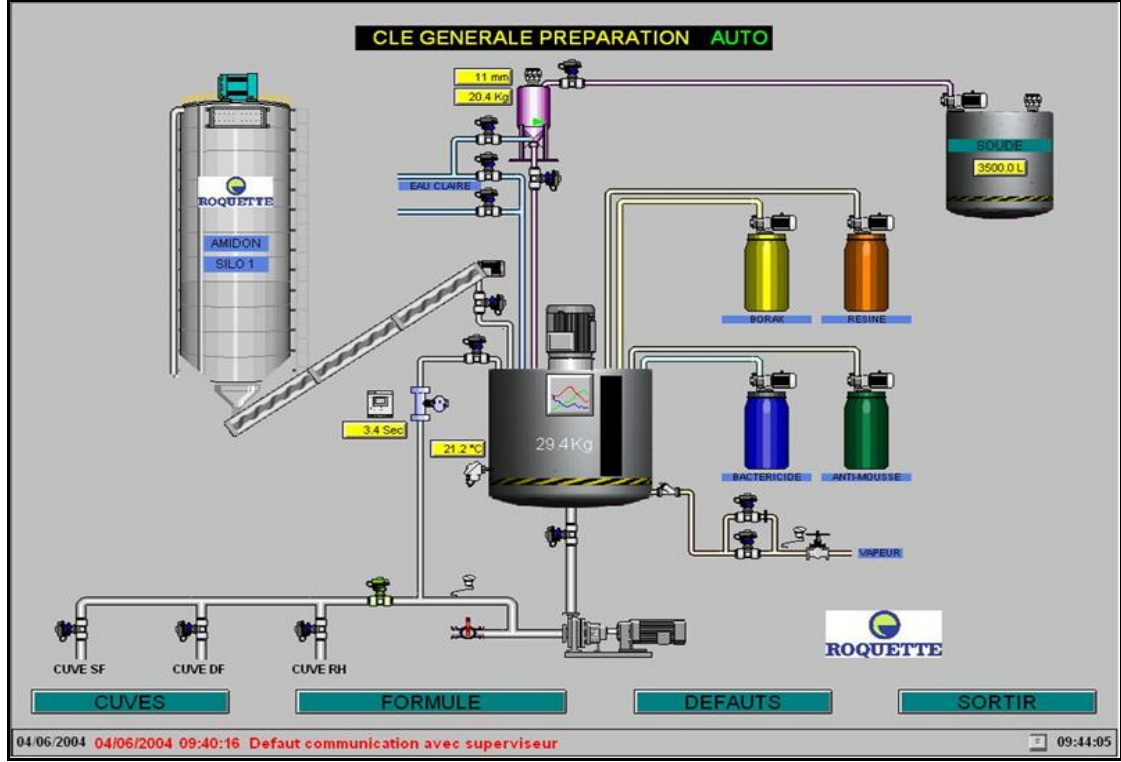 CLE GENERALE PREPARATION AUTO
11 mm
20.4 Kg
SOUDE
3500.0 L
EAU CLAIRE
ROQUETTE
AMIDON
SILO 1
BORAX
RESINE
3.4 Sec
21.2 °C
29.4 Kg
BACTERICIDE
ANTI-MOUSSE
VAPEUR
ROQUETTE
CUVE SF
CUVE DF
CUVE RH
CUVES
FORMULE
DEFAUTS
SORTIR
04/06/2004 04/06/2004 09:40:16 Defaut communication avec superviseur 09:44:05